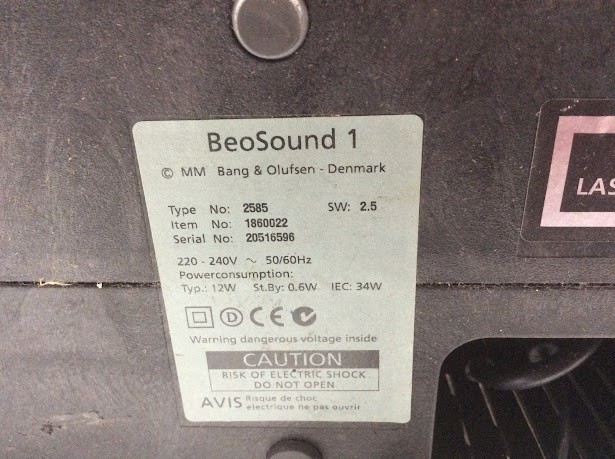 BeoSound 1
© MM Bang & Olufsen - Denmark
Type No: 2585 SW: 2.5
Item No: 1860022
Serial No: 20516596
220 - 240V ~ 50/60Hz
Powerconsumption:
Typ.: 12W St.By: 0.6W IEC: 34W
D CE
Warning dangerous voltage inside
CAUTION
RISK OF ELECTRIC SHOCK
DO NOT OPEN
AVIS Risque de choc
electrique ne pas ouvrir
LAS